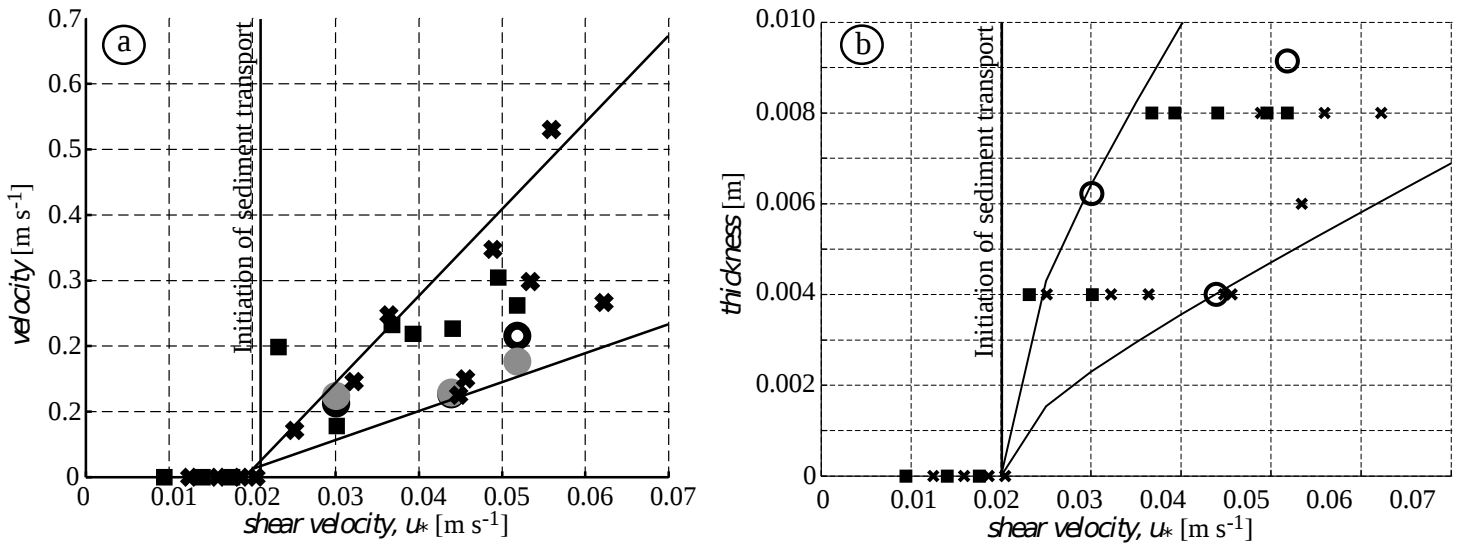 a
velocity [m s-1]
0.7
0.6
0.5
0.4
0.3
0.2
0.2
0
Initiation of sediment transport
0 0.01 0.02 0.03 0.04 0.05 0.06 0.07
shear velocity, u* [m s-1]
b
thickness [m]
0.010
0.008
0.006
0.004
0.002
0.000
Initiation of sediment transport
0 0.01 0.02 0.03 0.04 0.05 0.06 0.07
shear velocity, u* [m s-1]